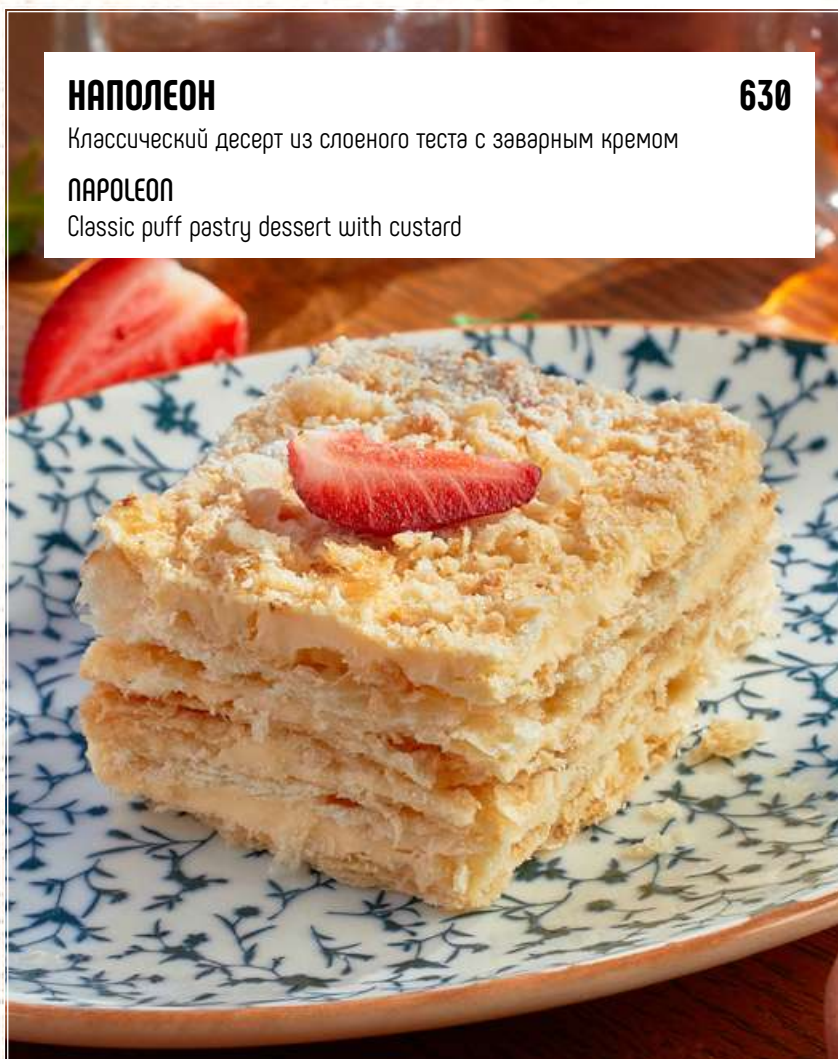 НАПОЛЕОН 630
Классический десерт из слоеного теста с заварным кремом
NAPOLEON
Classic puff pastry dessert with custard